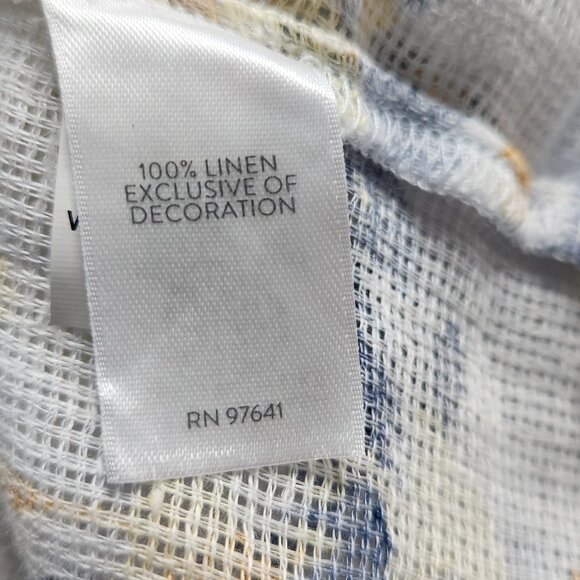 100% LINEN
EXCLUSIVE OF
DECORATION
RN 97641